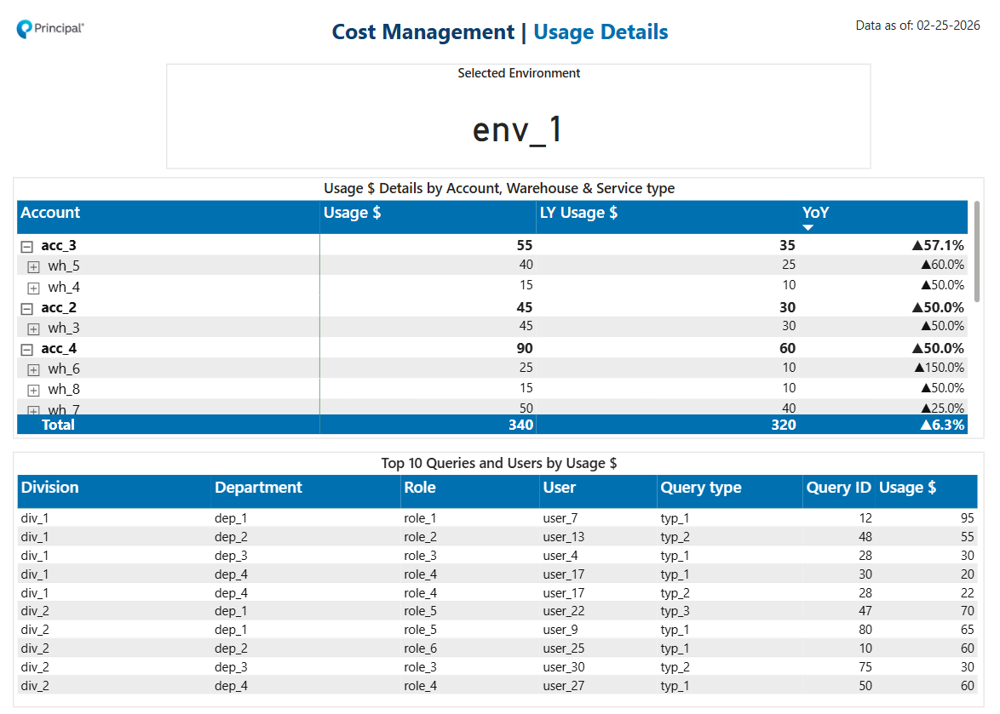 Principal®
Cost Management | Usage Details
Data as of: 02-25-2026
Selected Environment
env_1
Usage $ Details by Account, Warehouse & Service type
Account Usage $ LY Usage $ YoY
acc_3 55 35 ▲57.1%
wh_5 40 25 ▲60.0%
wh_4 15 10 ▲50.0%
acc_2 45 30 ▲50.0%
wh_3 45 30 ▲50.0%
acc_4 90 60 ▲50.0%
wh_6 25 10 ▲150.0%
wh_8 15 10 ▲50.0%
wh_7 50 40 ▲25.0%
Total 340 320 ▲6.3%
Top 10 Queries and Users by Usage $
Division Department Role User Query type Query ID Usage $
div_1 dep_1 role_1 user_7 typ_1 12 95
div_1 dep_2 role_2 user_13 typ_2 48 55
div_1 dep_3 role_3 user_4 typ_1 28 30
div_1 dep_4 role_4 user_17 typ_1 30 20
div_1 dep_4 role_4 user_17 typ_2 28 22
div_2 dep_1 role_5 user_22 typ_3 47 70
div_2 dep_1 role_5 user_9 typ_1 80 65
div_2 dep_2 role_6 user_25 typ_1 10 60
div_2 dep_3 role_3 user_30 typ_2 75 30
div_2 dep_4 role_4 user_27 typ_1 50 60